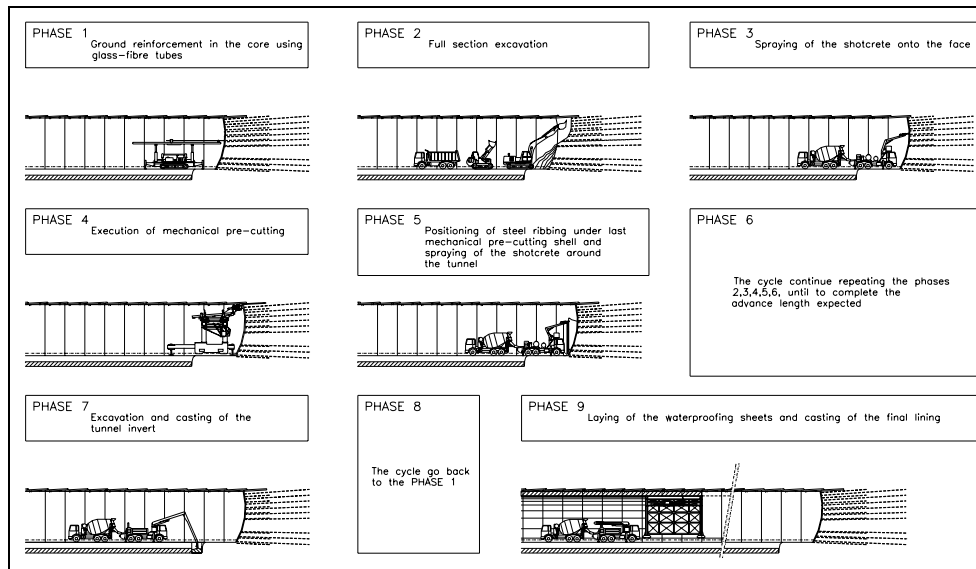 PHASE 1
Ground reinforcement in the core using
glass-fibre tubes
PHASE 2
Full section excavation
PHASE 3
Spraying of the shotcrete onto the face
PHASE 4
Execution of mechanical pre-cutting
PHASE 5
Positioning of steel ribbing under last
mechanical pre-cutting shell and
spraying of the shotcrete around
the tunnel
PHASE 6
The cycle continue repeating the phases
2,3,4,5,6, until to complete the
advance length expected
PHASE 7
Excavation and casting of the
tunnel invert
PHASE 8
The cycle go back
to the PHASE 1
PHASE 9
Laying of the waterproofing sheets and casting of the final lining